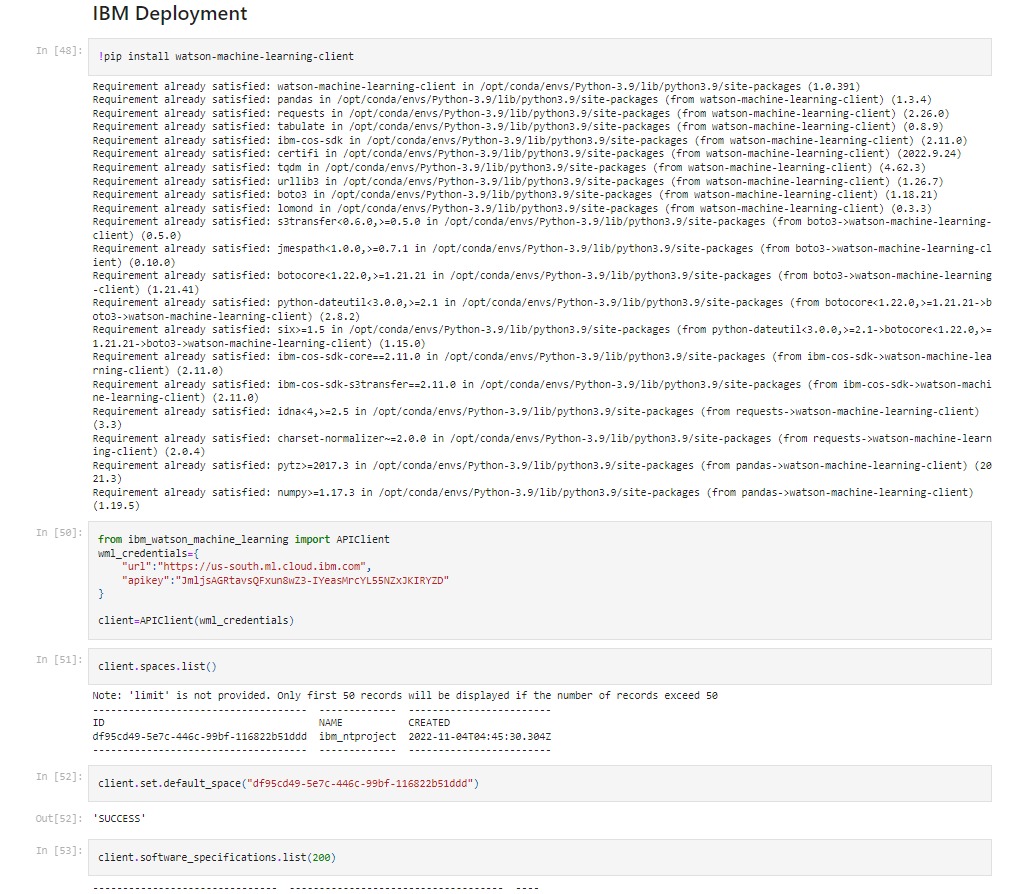 IBM Deployment
In [48]:
!pip install watson-machine-learning-client
Requirement already satisfied: watson-machine-learning-client in /opt/conda/envs/Python-3.9/lib/python3.9/site-packages (1.0.391)
Requirement already satisfied: pandas in /opt/conda/envs/Python-3.9/lib/python3.9/site-packages (from watson-machine-learning-client) (1.3.4)
Requirement already satisfied: requests in /opt/conda/envs/Python-3.9/lib/python3.9/site-packages (from watson-machine-learning-client) (2.26.0)
Requirement already satisfied: tabulate in /opt/conda/envs/Python-3.9/lib/python3.9/site-packages (from watson-machine-learning-client) (0.8.9)
Requirement already satisfied: ibm-cos-sdk in /opt/conda/envs/Python-3.9/lib/python3.9/site-packages (from watson-machine-learning-client) (2.11.0)
Requirement already satisfied: certifi in /opt/conda/envs/Python-3.9/lib/python3.9/site-packages (from watson-machine-learning-client) (2022.9.24)
Requirement already satisfied: tqdm in /opt/conda/envs/Python-3.9/lib/python3.9/site-packages (from watson-machine-learning-client) (4.62.3)
Requirement already satisfied: urllib3 in /opt/conda/envs/Python-3.9/lib/python3.9/site-packages (from watson-machine-learning-client) (1.26.7)
Requirement already satisfied: boto3 in /opt/conda/envs/Python-3.9/lib/python3.9/site-packages (from watson-machine-learning-client) (1.18.21)
Requirement already satisfied: lomond in /opt/conda/envs/Python-3.9/lib/python3.9/site-packages (from watson-machine-learning-client) (0.3.3)
Requirement already satisfied: s3transfer<0.6.0,>=0.5.0 in /opt/conda/envs/Python-3.9/lib/python3.9/site-packages (from boto3->watson-machine-learning-
client) (0.5.0)
Requirement already satisfied: jmespath<1.0.0,>=0.7.1 in /opt/conda/envs/Python-3.9/lib/python3.9/site-packages (from boto3->watson-machine-learning-cl
ient) (0.10.0)
Requirement already satisfied: botocore<1.22.0,>=1.21.21 in /opt/conda/envs/Python-3.9/lib/python3.9/site-packages (from boto3->watson-machine-learning
-client) (1.21.41)
Requirement already satisfied: python-dateutil<3.0.0,>=2.1 in /opt/conda/envs/Python-3.9/lib/python3.9/site-packages (from botocore<1.22.0,>=1.21.21->b
oto3->watson-machine-learning-client) (2.8.2)
Requirement already satisfied: six>=1.5 in /opt/conda/envs/Python-3.9/lib/python3.9/site-packages (from python-dateutil<3.0.0,>=2.1->botocore<1.22.0,>=
1.21.21->boto3->watson-machine-learning-client) (1.15.0)
Requirement already satisfied: ibm-cos-sdk-core==2.11.0 in /opt/conda/envs/Python-3.9/lib/python3.9/site-packages (from ibm-cos-sdk->watson-machine-lea
rning-client) (2.11.0)
Requirement already satisfied: ibm-cos-sdk-s3transfer==2.11.0 in /opt/conda/envs/Python-3.9/lib/python3.9/site-packages (from ibm-cos-sdk->watson-machi
ne-learning-client) (2.11.0)
Requirement already satisfied: idna<4,>=2.5 in /opt/conda/envs/Python-3.9/lib/python3.9/site-packages (from requests->watson-machine-learning-client)
(3.3)
Requirement already satisfied: charset-normalizer~=2.0.0 in /opt/conda/envs/Python-3.9/lib/python3.9/site-packages (from requests->watson-machine-learn
ing-client) (2.0.4)
Requirement already satisfied: pytz>=2017.3 in /opt/conda/envs/Python-3.9/lib/python3.9/site-packages (from pandas->watson-machine-learning-client) (20
21.3)
Requirement already satisfied: numpy>=1.17.3 in /opt/conda/envs/Python-3.9/lib/python3.9/site-packages (from pandas->watson-machine-learning-client)
(1.19.5)
In [50]:
from ibm_watson_machine_learning import APIClient
wml_credentials={
    "url":"https://us-south.ml.cloud.ibm.com",
    "apikey":"JmljsAGRtavsQFxun8wZ3-IYeasMrcYL55NZxJKIRYZD"
}
client=APIClient(wml_credentials)
In [51]:
client.spaces.list()
Note: 'limit' is not provided. Only first 50 records will be displayed if the number of records exceed 50
------------------------------------  -------------  ------------------------
ID                                    NAME           CREATED
df95cd49-5e7c-446c-99bf-116822b51ddd  ibm_ntproject  2022-11-04T04:45:30.304Z
------------------------------------  -------------  ------------------------
In [52]:
client.set.default_space("df95cd49-5e7c-446c-99bf-116822b51ddd")
Out[52]: 'SUCCESS'
In [53]:
client.software_specifications.list(200)
-------------------------------  ------------------------------------  ----